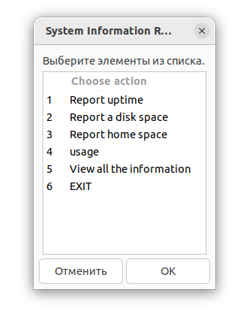 System Information R...
Выберите элементы из списка.
Choose action
1 Report uptime
2 Report a disk space
3 Report home space
4 usage
5 View all the information
6 EXIT
Отменить OK